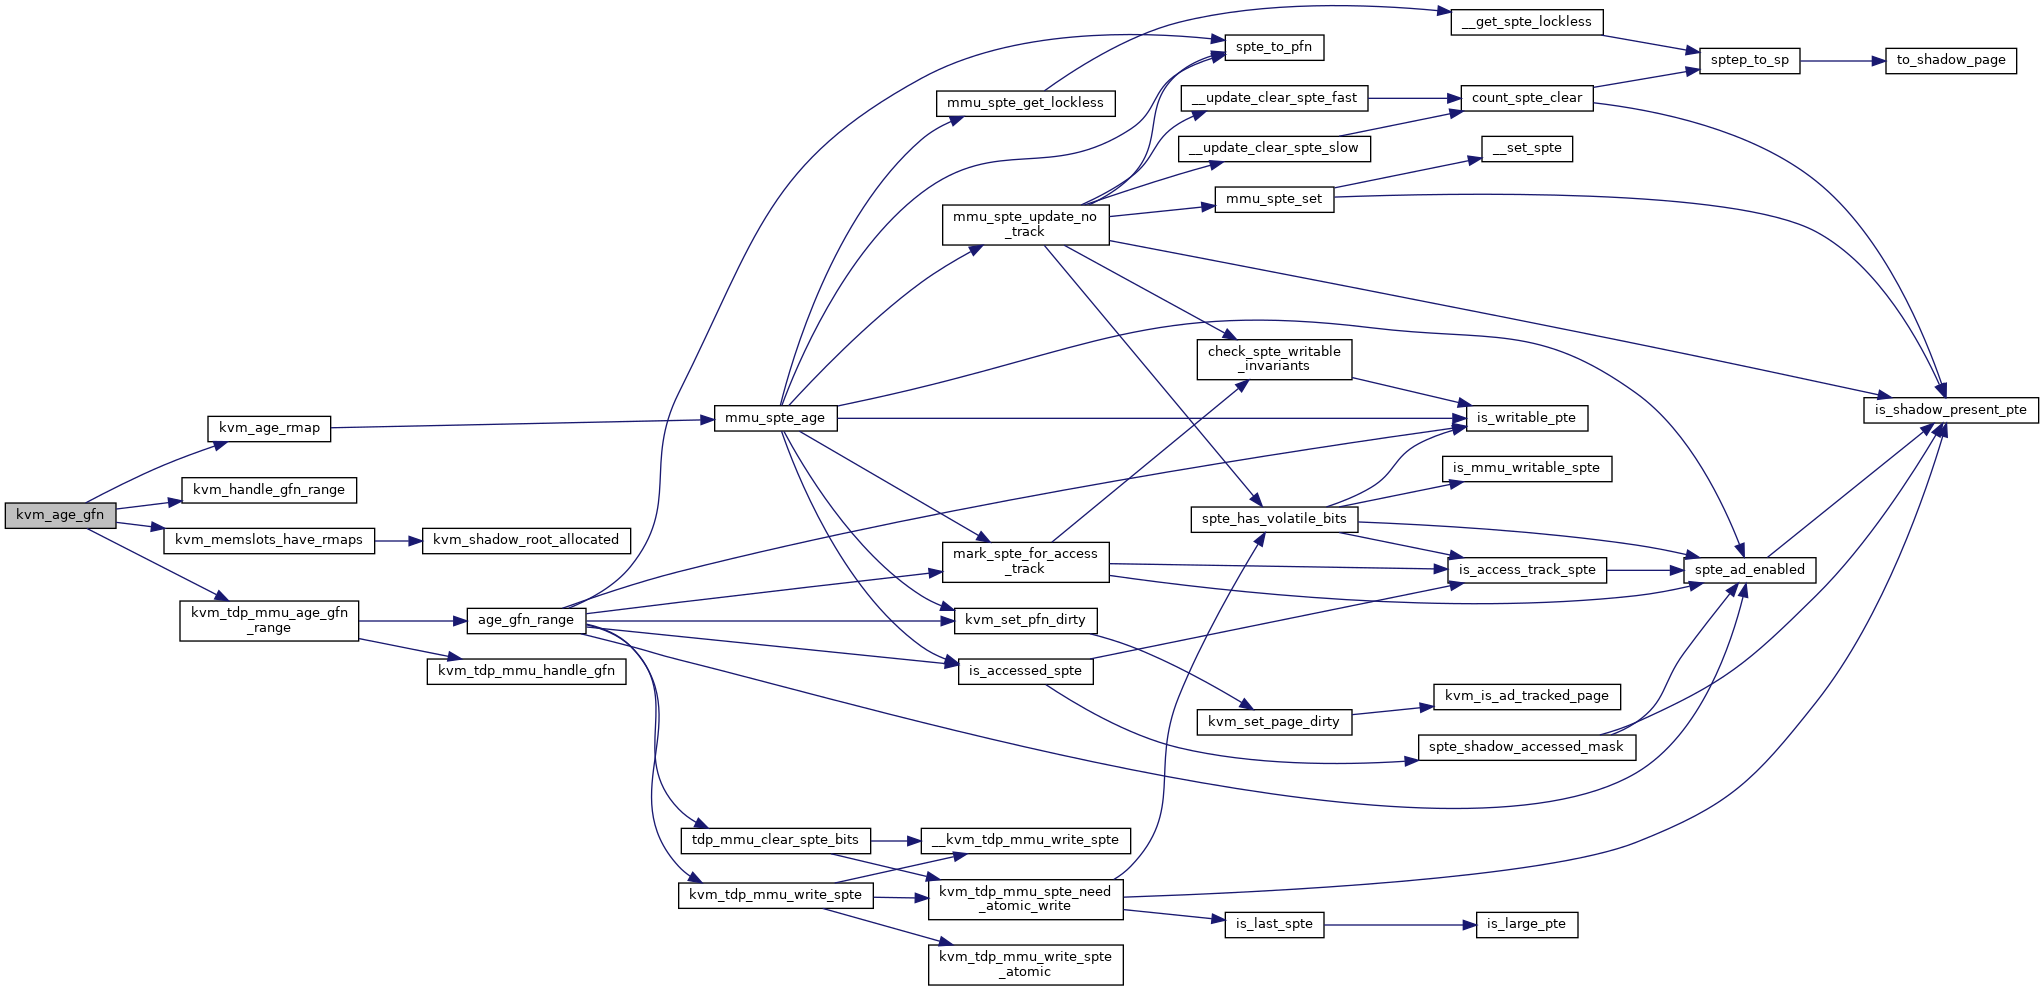 __get_spte_lockless
spte_to_pfn
sptep_to_sp
to_shadow_page
mmu_spte_get_lockless
__update_clear_spte_fast
count_spte_clear
__update_clear_spte_slow
__set_spte
mmu_spte_set
mmu_spte_update_no
_track
check_spte_writable
_invariants
is_shadow_present_pte
mmu_spte_age
is_writable_pte
kvm_age_rmap
is_mmu_writable_spte
kvm_handle_gfn_range
kvm_age_gfn
spte_has_volatile_bits
kvm_memslots_have_rmaps
kvm_shadow_root_allocated
mark_spte_for_access
_track
is_access_track_spte
spte_ad_enabled
kvm_tdp_mmu_age_gfn
_range
age_gfn_range
kvm_set_pfn_dirty
kvm_tdp_mmu_handle_gfn
is_accessed_spte
kvm_is_ad_tracked_page
kvm_set_page_dirty
spte_shadow_accessed_mask
tdp_mmu_clear_spte_bits
__kvm_tdp_mmu_write_spte
kvm_tdp_mmu_write_spte
kvm_tdp_mmu_spte_need
_atomic_write
is_last_spte
is_large_pte
kvm_tdp_mmu_write_spte
_atomic